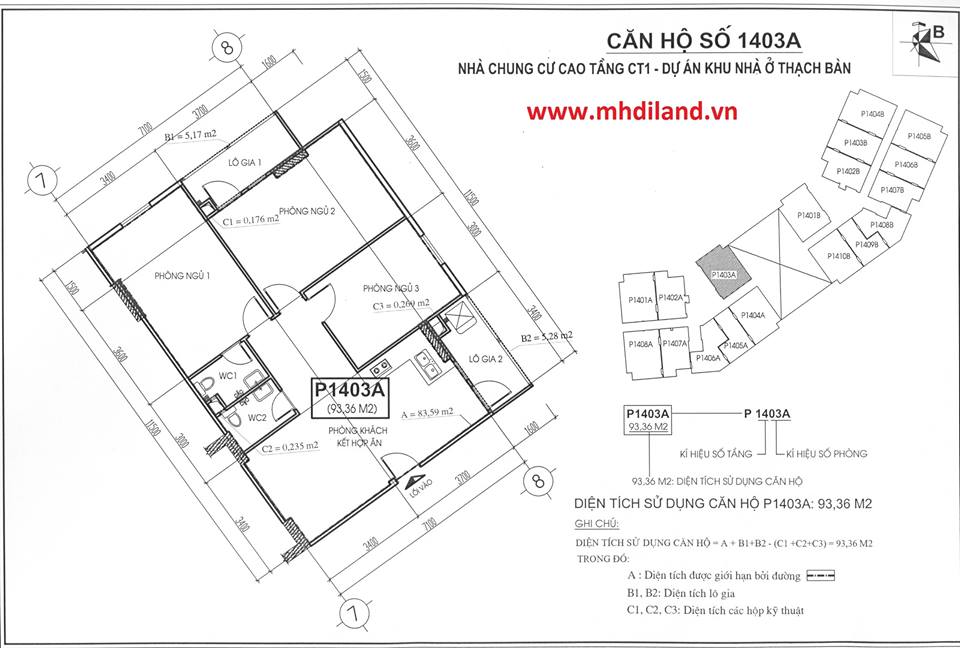 CĂN HỘ SỐ 1403A
NHÀ CHUNG CƯ CAO TẦNG CT1 - DỰ ÁN KHU NHÀ Ở THẠCH BÀN
www.mhdiland.vn
B
8
1600
3700
7100
3400
7
B1 = 5,17 m2
LÔ GIA 1
1500
3600
11500
3000
3400
C1 = 0,176 m2
PHÒNG NGỦ 2
PHÒNG NGỦ 1
PHÒNG NGỦ 3
C3 = 0,269 m2
B2 = 5,28 m2
LÔ GIA 2
1500
3600
11500
3000
3400
WC1
WC2
P1403A
(93,36 M2)
A = 83,59 m2
PHÒNG KHÁCH
KẾT HỢP ĂN
C2 = 0,235 m2
LỐI VÀO
1600
3700
7100
3400
8
7
P1404B
P1403B
P1402B
P1405B
P1406B
P1407B
P1401B
P1408B
P1409B
P1410B
P1403A
P1401A
P1402A
P1404A
P1408A
P1407A
P1406A
P1405A
P1403A
93,36 M2
P 1403A
KÍ HIỆU SỐ TẦNG
KÍ HIỆU SỐ PHÒNG
93,36 M2: DIỆN TÍCH SỬ DỤNG CĂN HỘ
DIỆN TÍCH SỬ DỤNG CĂN HỘ P1403A: 93,36 M2
GHI CHÚ:
DIỆN TÍCH SỬ DỤNG CĂN HỘ = A + B1+B2 - (C1 +C2+C3) = 93,36 M2
TRONG ĐÓ:
A : Diện tích được giới hạn bởi đường
B1, B2: Diện tích lô gia
C1, C2, C3: Diện tích các hộp kỹ thuật